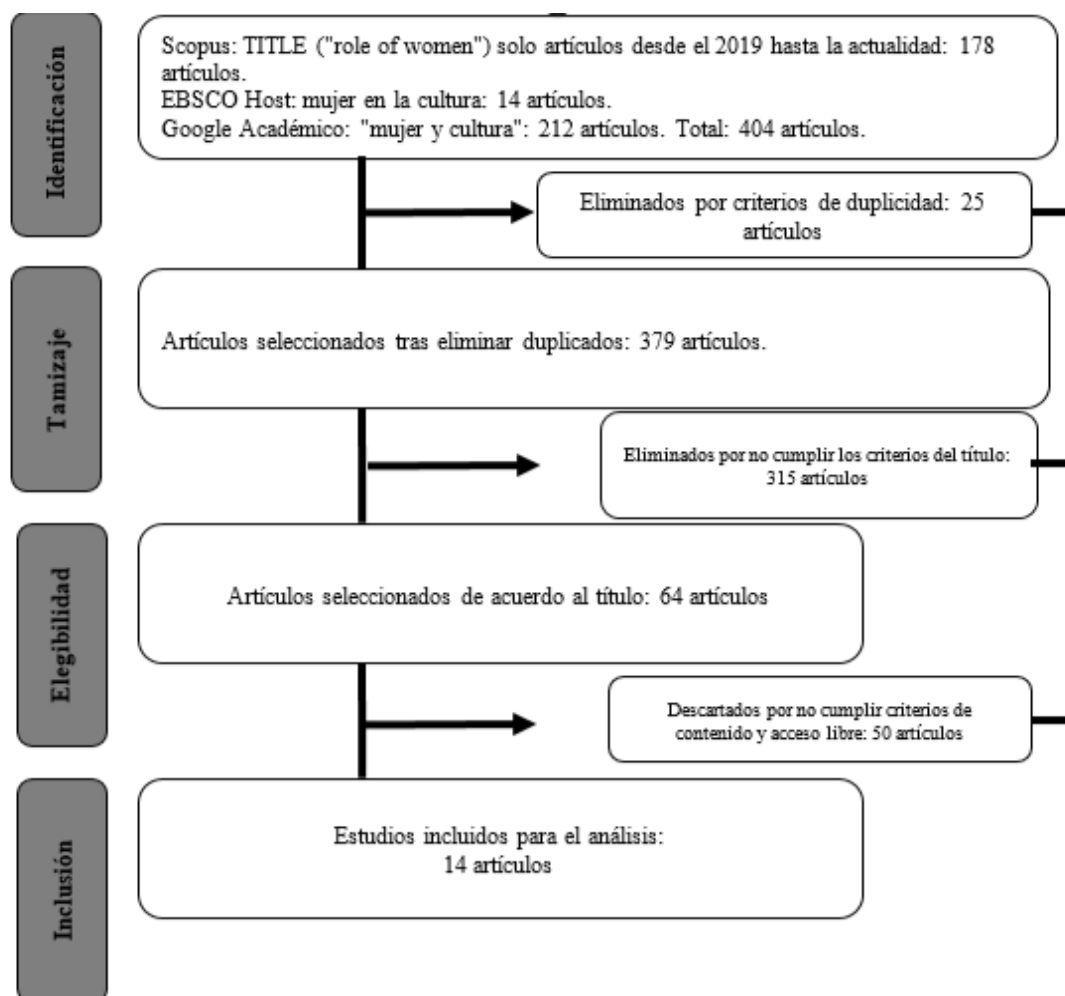 Identificación
Scopus: TITLE ("role of women") solo artículos desde el 2019 hasta la actualidad: 178
artículos.
EBSCO Host: mujer en la cultura: 14 artículos.
Google Académico: "mujer y cultura": 212 artículos. Total: 404 artículos.
Eliminados por criterios de duplicidad: 25
artículos
Tamizaje
Artículos seleccionados tras eliminar duplicados: 379 artículos.
Eliminados por no cumplir los criterios del título:
315 artículos
Elegibilidad
Artículos seleccionados de acuerdo al título: 64 artículos
Descartados por no cumplir criterios de
contenido y acceso libre: 50 artículos
Inclusión
Estudios incluidos para el análisis:
14 artículos